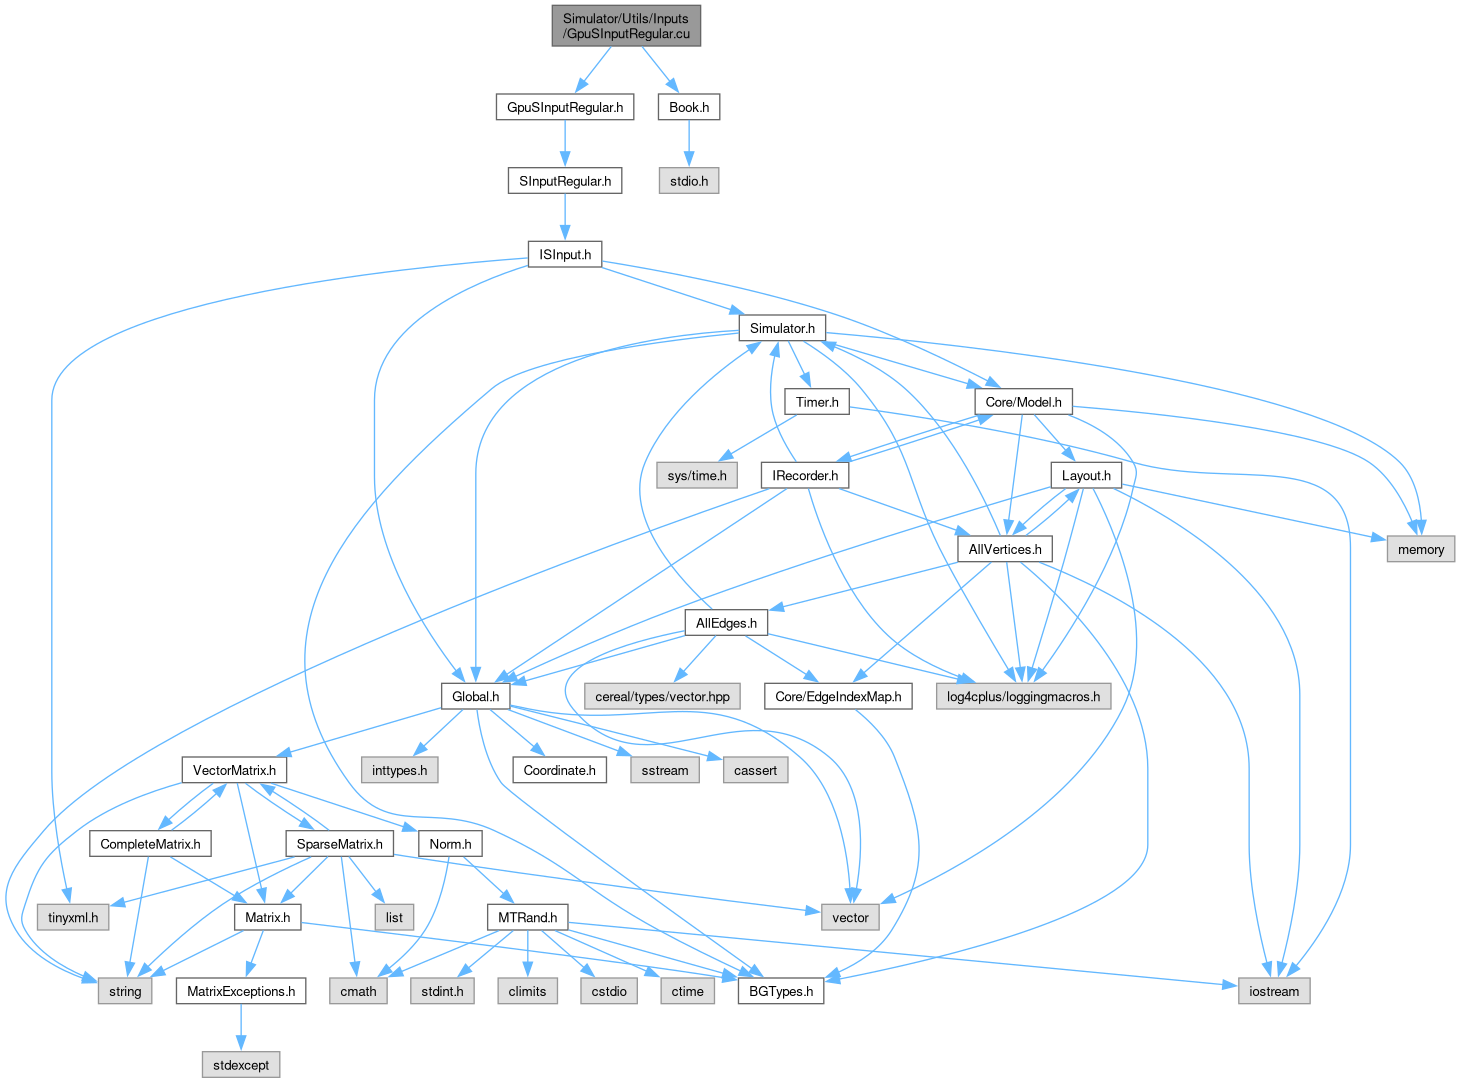 Simulator/Utils/Inputs
/GpuSInputRegular.cu
GpuSInputRegular.h
Book.h
SInputRegular.h
stdio.h
ISInput.h
Simulator.h
Timer.h
Core/Model.h
sys/time.h
IRecorder.h
Layout.h
AllVertices.h
memory
AllEdges.h
Global.h
cereal/types/vector.hpp
Core/EdgeIndexMap.h
log4cplus/loggingmacros.h
VectorMatrix.h
inttypes.h
Coordinate.h
sstream
cassert
CompleteMatrix.h
SparseMatrix.h
Norm.h
tinyxml.h
Matrix.h
list
MTRand.h
vector
string
MatrixExceptions.h
cmath
stdint.h
climits
cstdio
ctime
BGTypes.h
iostream
stdexcept